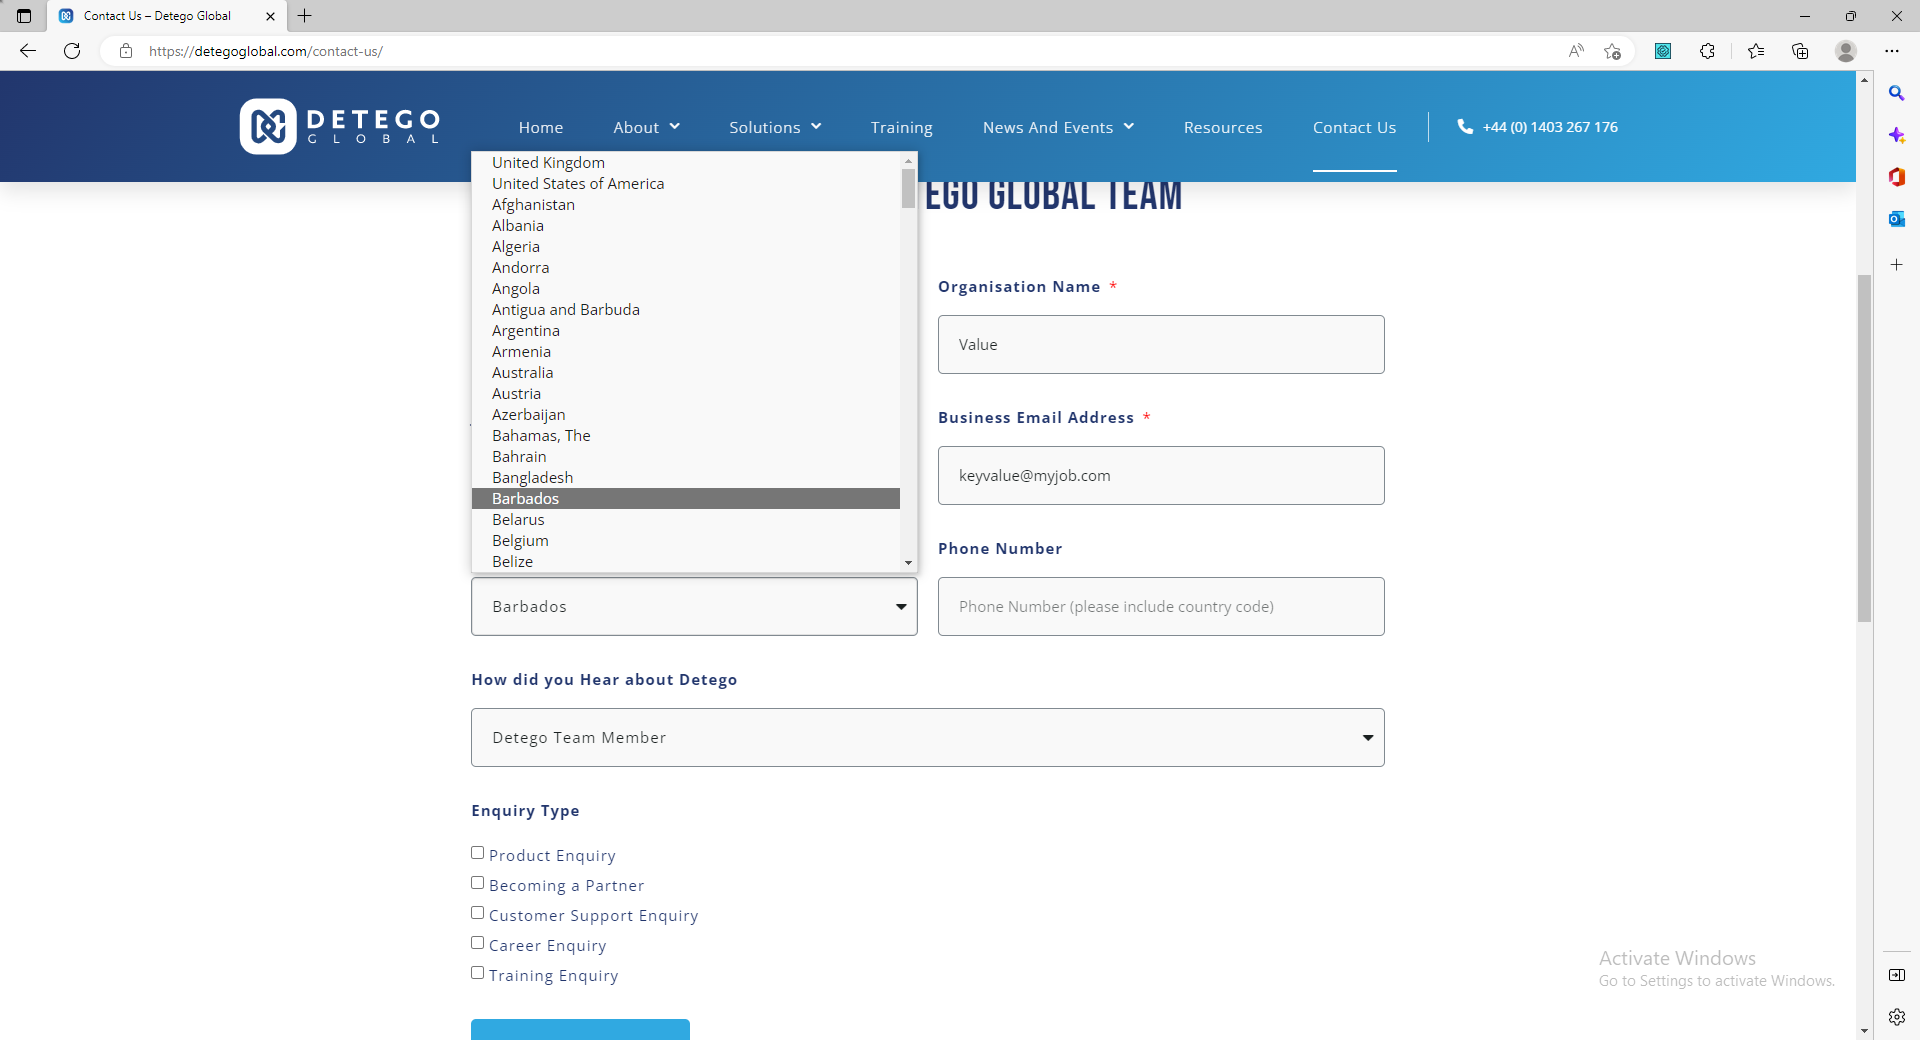 Contact Us – Detego Global
https://detegoglobal.com/contact-us/
DETEGO
GLOBAL
Home
About
Solutions
Training
News And Events
Resources
Contact Us
+44 (0) 1403 267 176
EGO GLOBAL TEAM
United Kingdom
United States of America
Afghanistan
Albania
Algeria
Andorra
Angola
Antigua and Barbuda
Argentina
Armenia
Australia
Austria
Azerbaijan
Bahamas, The
Bahrain
Bangladesh
Barbados
Belarus
Belgium
Belize
Organisation Name *
Value
Business Email Address *
keyvalue@myjob.com
Phone Number
Barbados
Phone Number (please include country code)
How did you Hear about Detego
Detego Team Member
Enquiry Type
Product Enquiry
Becoming a Partner
Customer Support Enquiry
Career Enquiry
Training Enquiry
Activate Windows
Go to Settings to activate Windows.